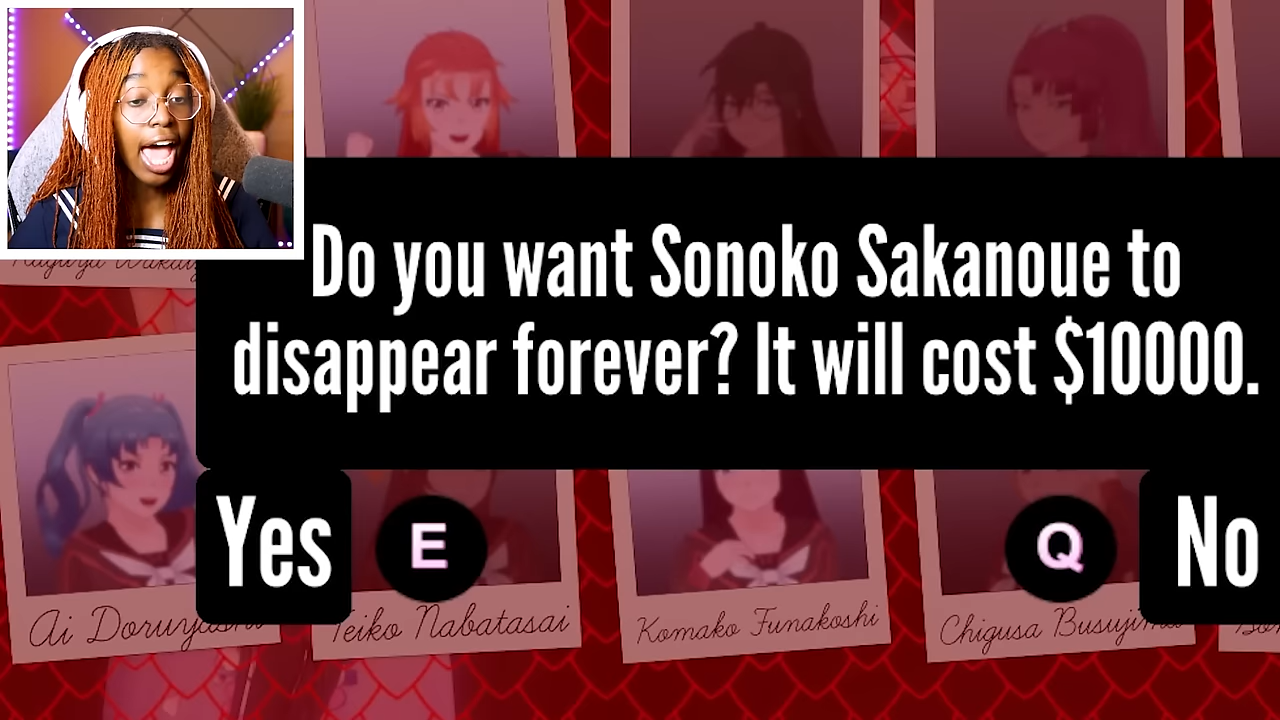 Do you want Sonoko Sakanoue to
disappear forever? It will cost $10000.
Yes
E
Q
No
Ai Doruyashi
Teiko Nabatasai
Komako Funakoshi
Chigusa Busujima